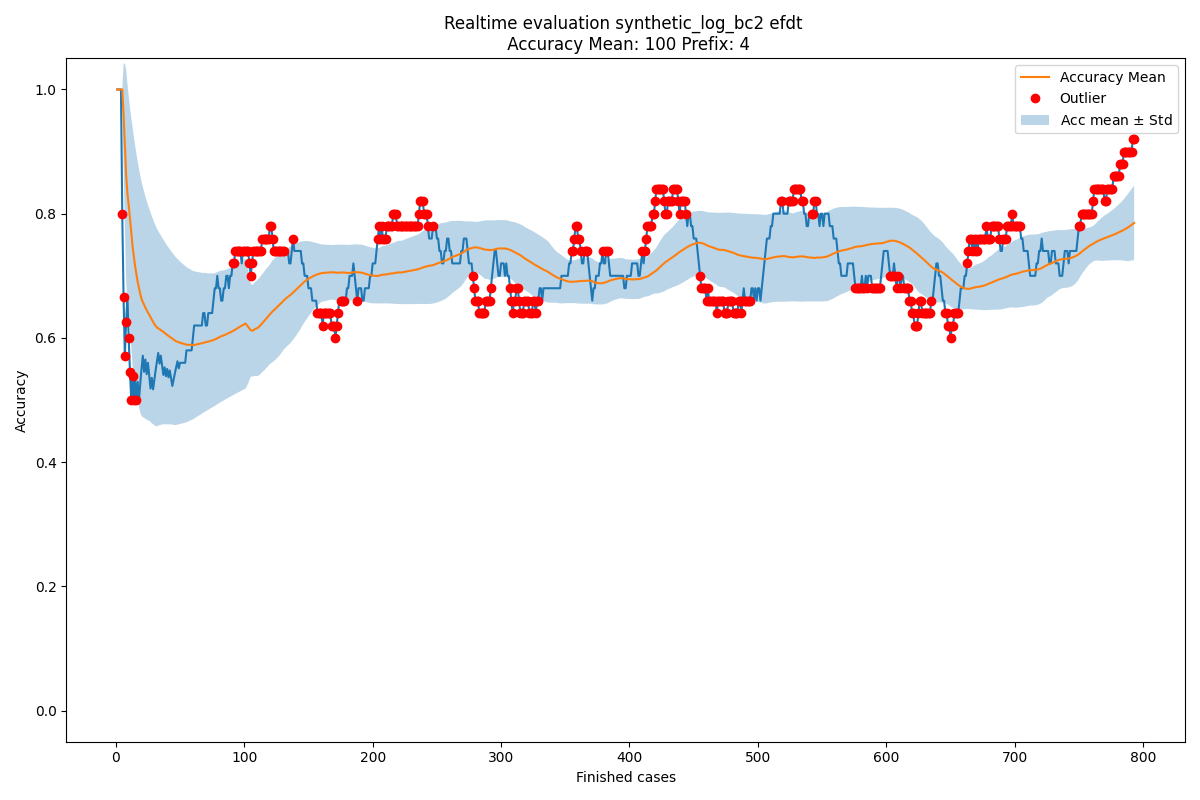 Realtime evaluation synthetic_log_bc2 efdt
Accuracy Mean: 100 Prefix: 4
Accuracy Mean
Outlier
Acc mean ± Std
1.0
0.8
0.6
0.4
0.2
0.0
Accuracy
0 100 200 300 400 500 600 700 800
Finished cases